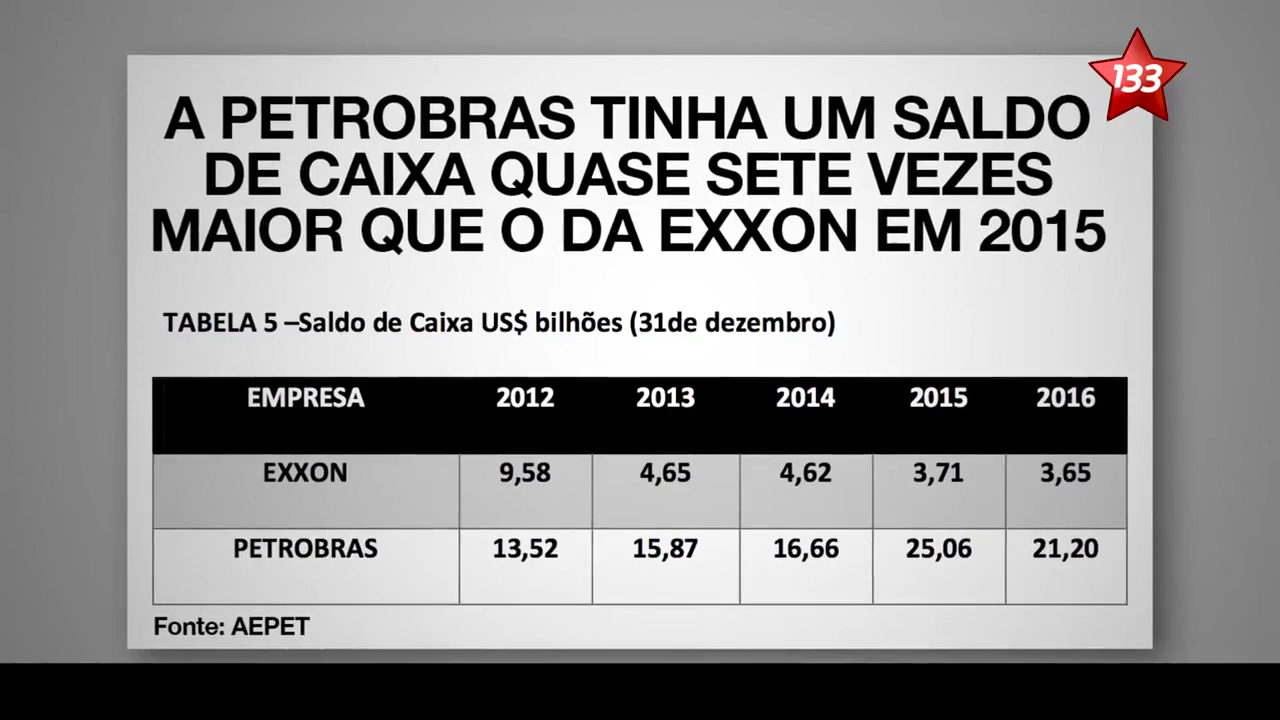 133
A PETROBRAS TINHA UM SALDO
DE CAIXA QUASE SETE VEZES
MAIOR QUE O DA EXXON EM 2015
TABELA 5 –Saldo de Caixa US$ bilhões (31de dezembro)
EMPRESA 2012 2013 2014 2015 2016
EXXON 9,58 4,65 4,62 3,71 3,65
PETROBRAS 13,52 15,87 16,66 25,06 21,20
Fonte: AEPET